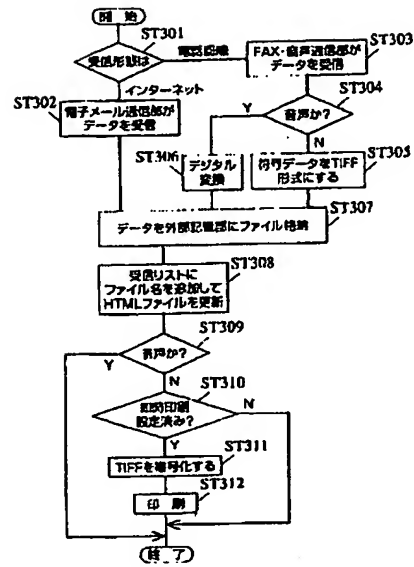 開 始
ST301
受信形態は
電話回線
ST303
FAX・音声通信部が
データを受信
インターネット
ST302
電子メール通信部が
データを受信
ST304
音声か?
Y
N
ST306
デジタル
変換
ST305
符号データをTIFF
形式にする
ST307
データを外部記憶部にファイル格納
ST308
受信リストに
ファイル名を追加して
HTMLファイルを更新
ST309
音声か?
Y
N
ST310
即時印刷
設定済み?
N
Y
ST311
TIFFを復号化する
ST312
印 刷
終 了